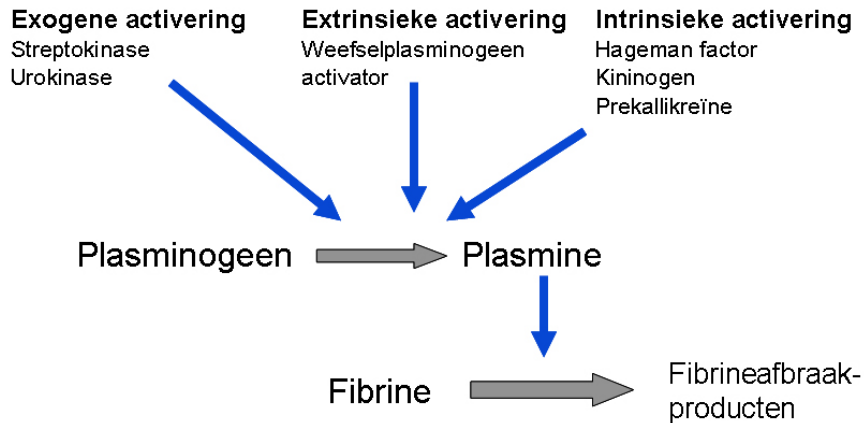 Exogene activering
Streptokinase
Urokinase
Extrinsieke activering
Weefselplasminogeen
activator
Intrinsieke activering
Hageman factor
Kininogen
Prekallikreïne
Plasminogeen
Plasmine
Fibrine
Fibrineafbraak-
producten